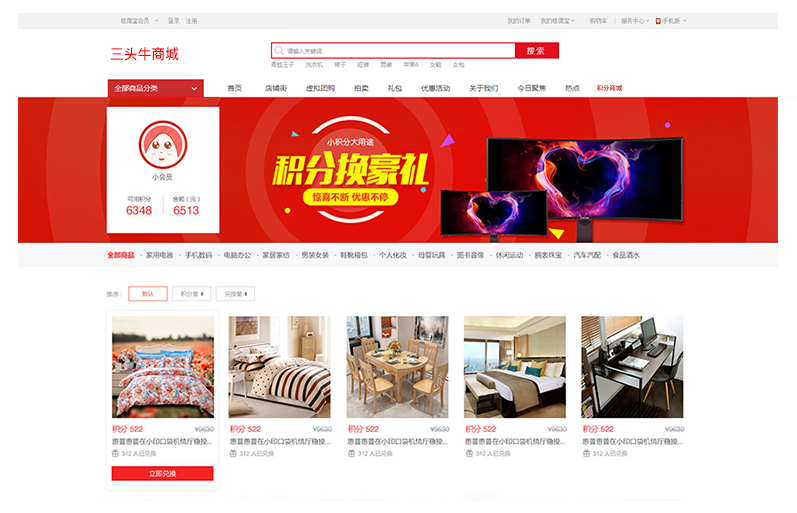 桂国宝会员 登录 注册 我的订单 我的桂国宝 购物车 服务中心 手机版
三头牛商城
请输入关键词 搜索
青蛙王子 洗衣机 裙子 短裤 男装 苹果6 女鞋 女包
全部商品分类 首页 店铺街 虚拟团购 拍卖 礼包 优惠活动 关于我们 今日聚焦 热点 积分商城
小积分大用途
积分换豪礼
惊喜不断 优惠不停
小会员
可用积分 余额（元）
6348 6513
全部商品 · 家用电器 · 手机数码 · 电脑办公 · 家居家纺 · 男装女装 · 鞋靴箱包 · 个人化妆 · 母婴玩具 · 图书音像 · 休闲运动 · 腕表珠宝 · 汽车汽配 · 食品酒水
排序： 默认 积分量 兑换量
积分 522 ¥9630 积分 522 ¥9630 积分 522 ¥9630 积分 522 ¥9630 积分 522 ¥9630
惠普惠普在小印口袋机情厅稳操... 惠普惠普在小印口袋机情厅稳操... 惠普惠普在小印口袋机情厅稳操... 惠普惠普在小印口袋机情厅稳操... 惠普惠普在小印口袋机情厅稳操...
312 人已兑换 312 人已兑换 312 人已兑换 312 人已兑换 312 人已兑换
立即兑换